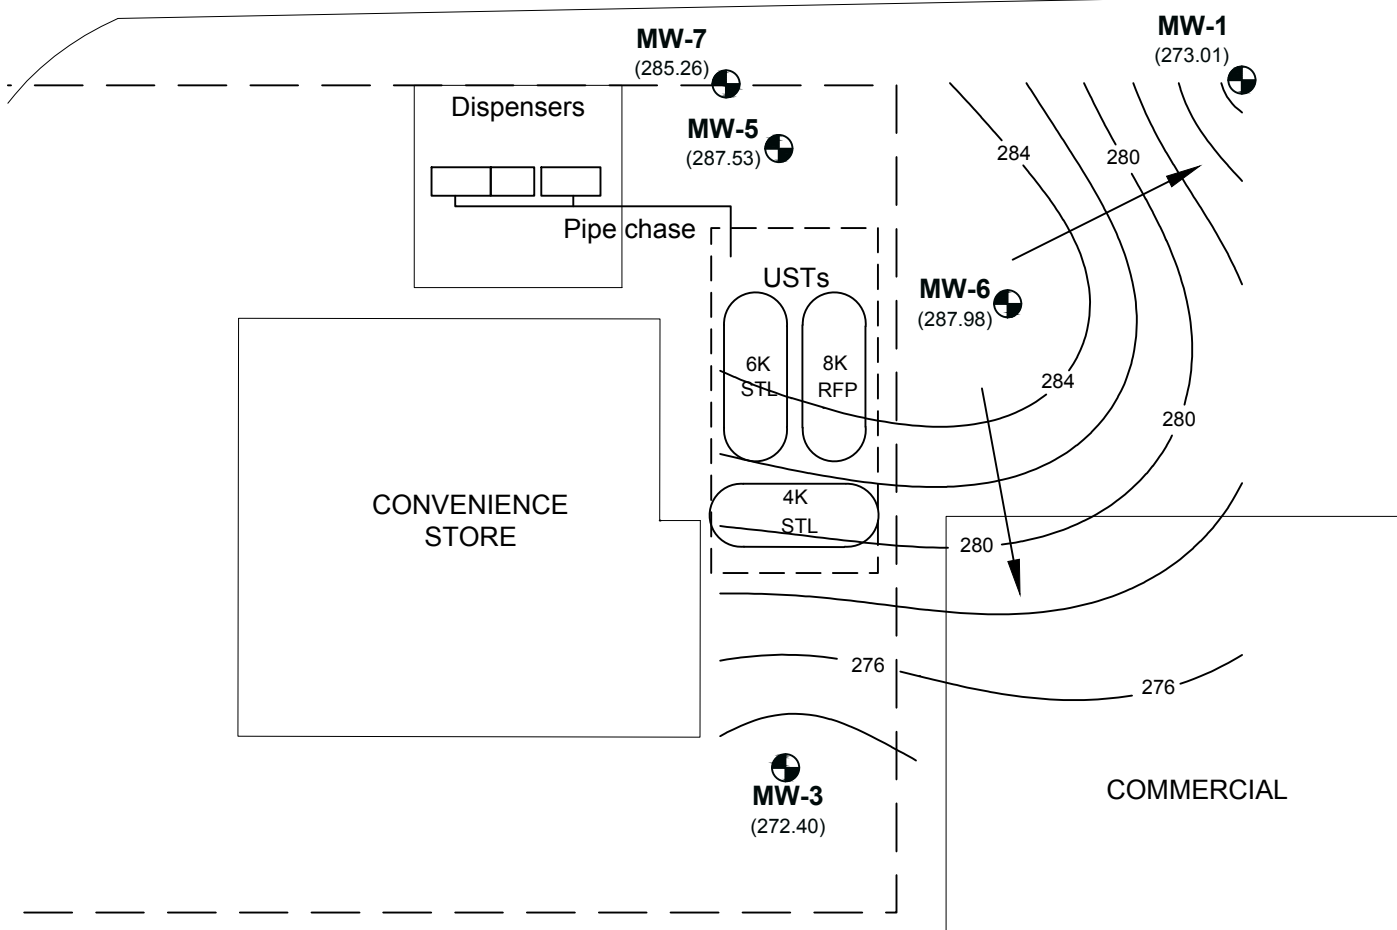 MW-1
(273.01)
MW-7
(285.26)
Dispensers
MW-5
(287.53)
284
280
Pipe chase
USTs
MW-6
(287.98)
6K
STL
8K
RFP
284
280
CONVENIENCE
STORE
4K
STL
280
276
276
MW-3
(272.40)
COMMERCIAL